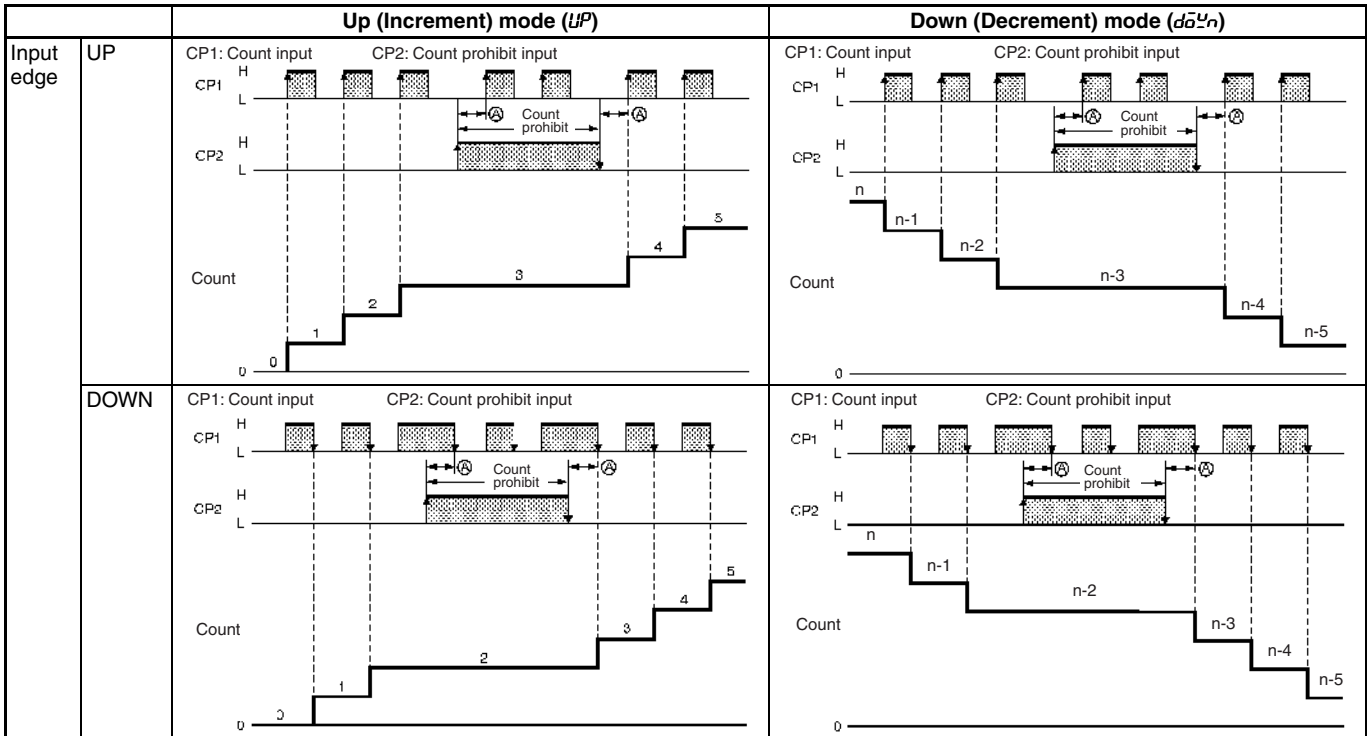 Up (Increment) mode (UP)
Down (Decrement) mode (doWn)
Input edge
UP
CP1: Count input CP2: Count prohibit input
CP1
H
L
A
Count prohibit
A
CP2
H
L
Count
0
0
1
2
3
4
5
CP1: Count input CP2: Count prohibit input
CP1
H
L
A
Count prohibit
A
CP2
H
L
Count
n
n-1
n-2
n-3
n-4
n-5
0
DOWN
CP1: Count input CP2: Count prohibit input
CP1
H
L
A
Count prohibit
A
CP2
H
L
Count
0
0
1
2
3
4
5
CP1: Count input CP2: Count prohibit input
CP1
H
L
A
Count prohibit
A
CP2
H
L
Count
n
n-1
n-2
n-3
n-4
n-5
0